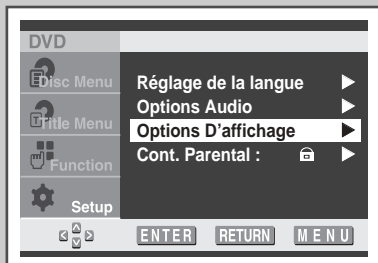 DVD
Disc Menu
Title Menu
Function
Setup
Réglage de la langue
Options Audio
Options D'affichage
Cont. Parental :
ENTER RETURN MENU